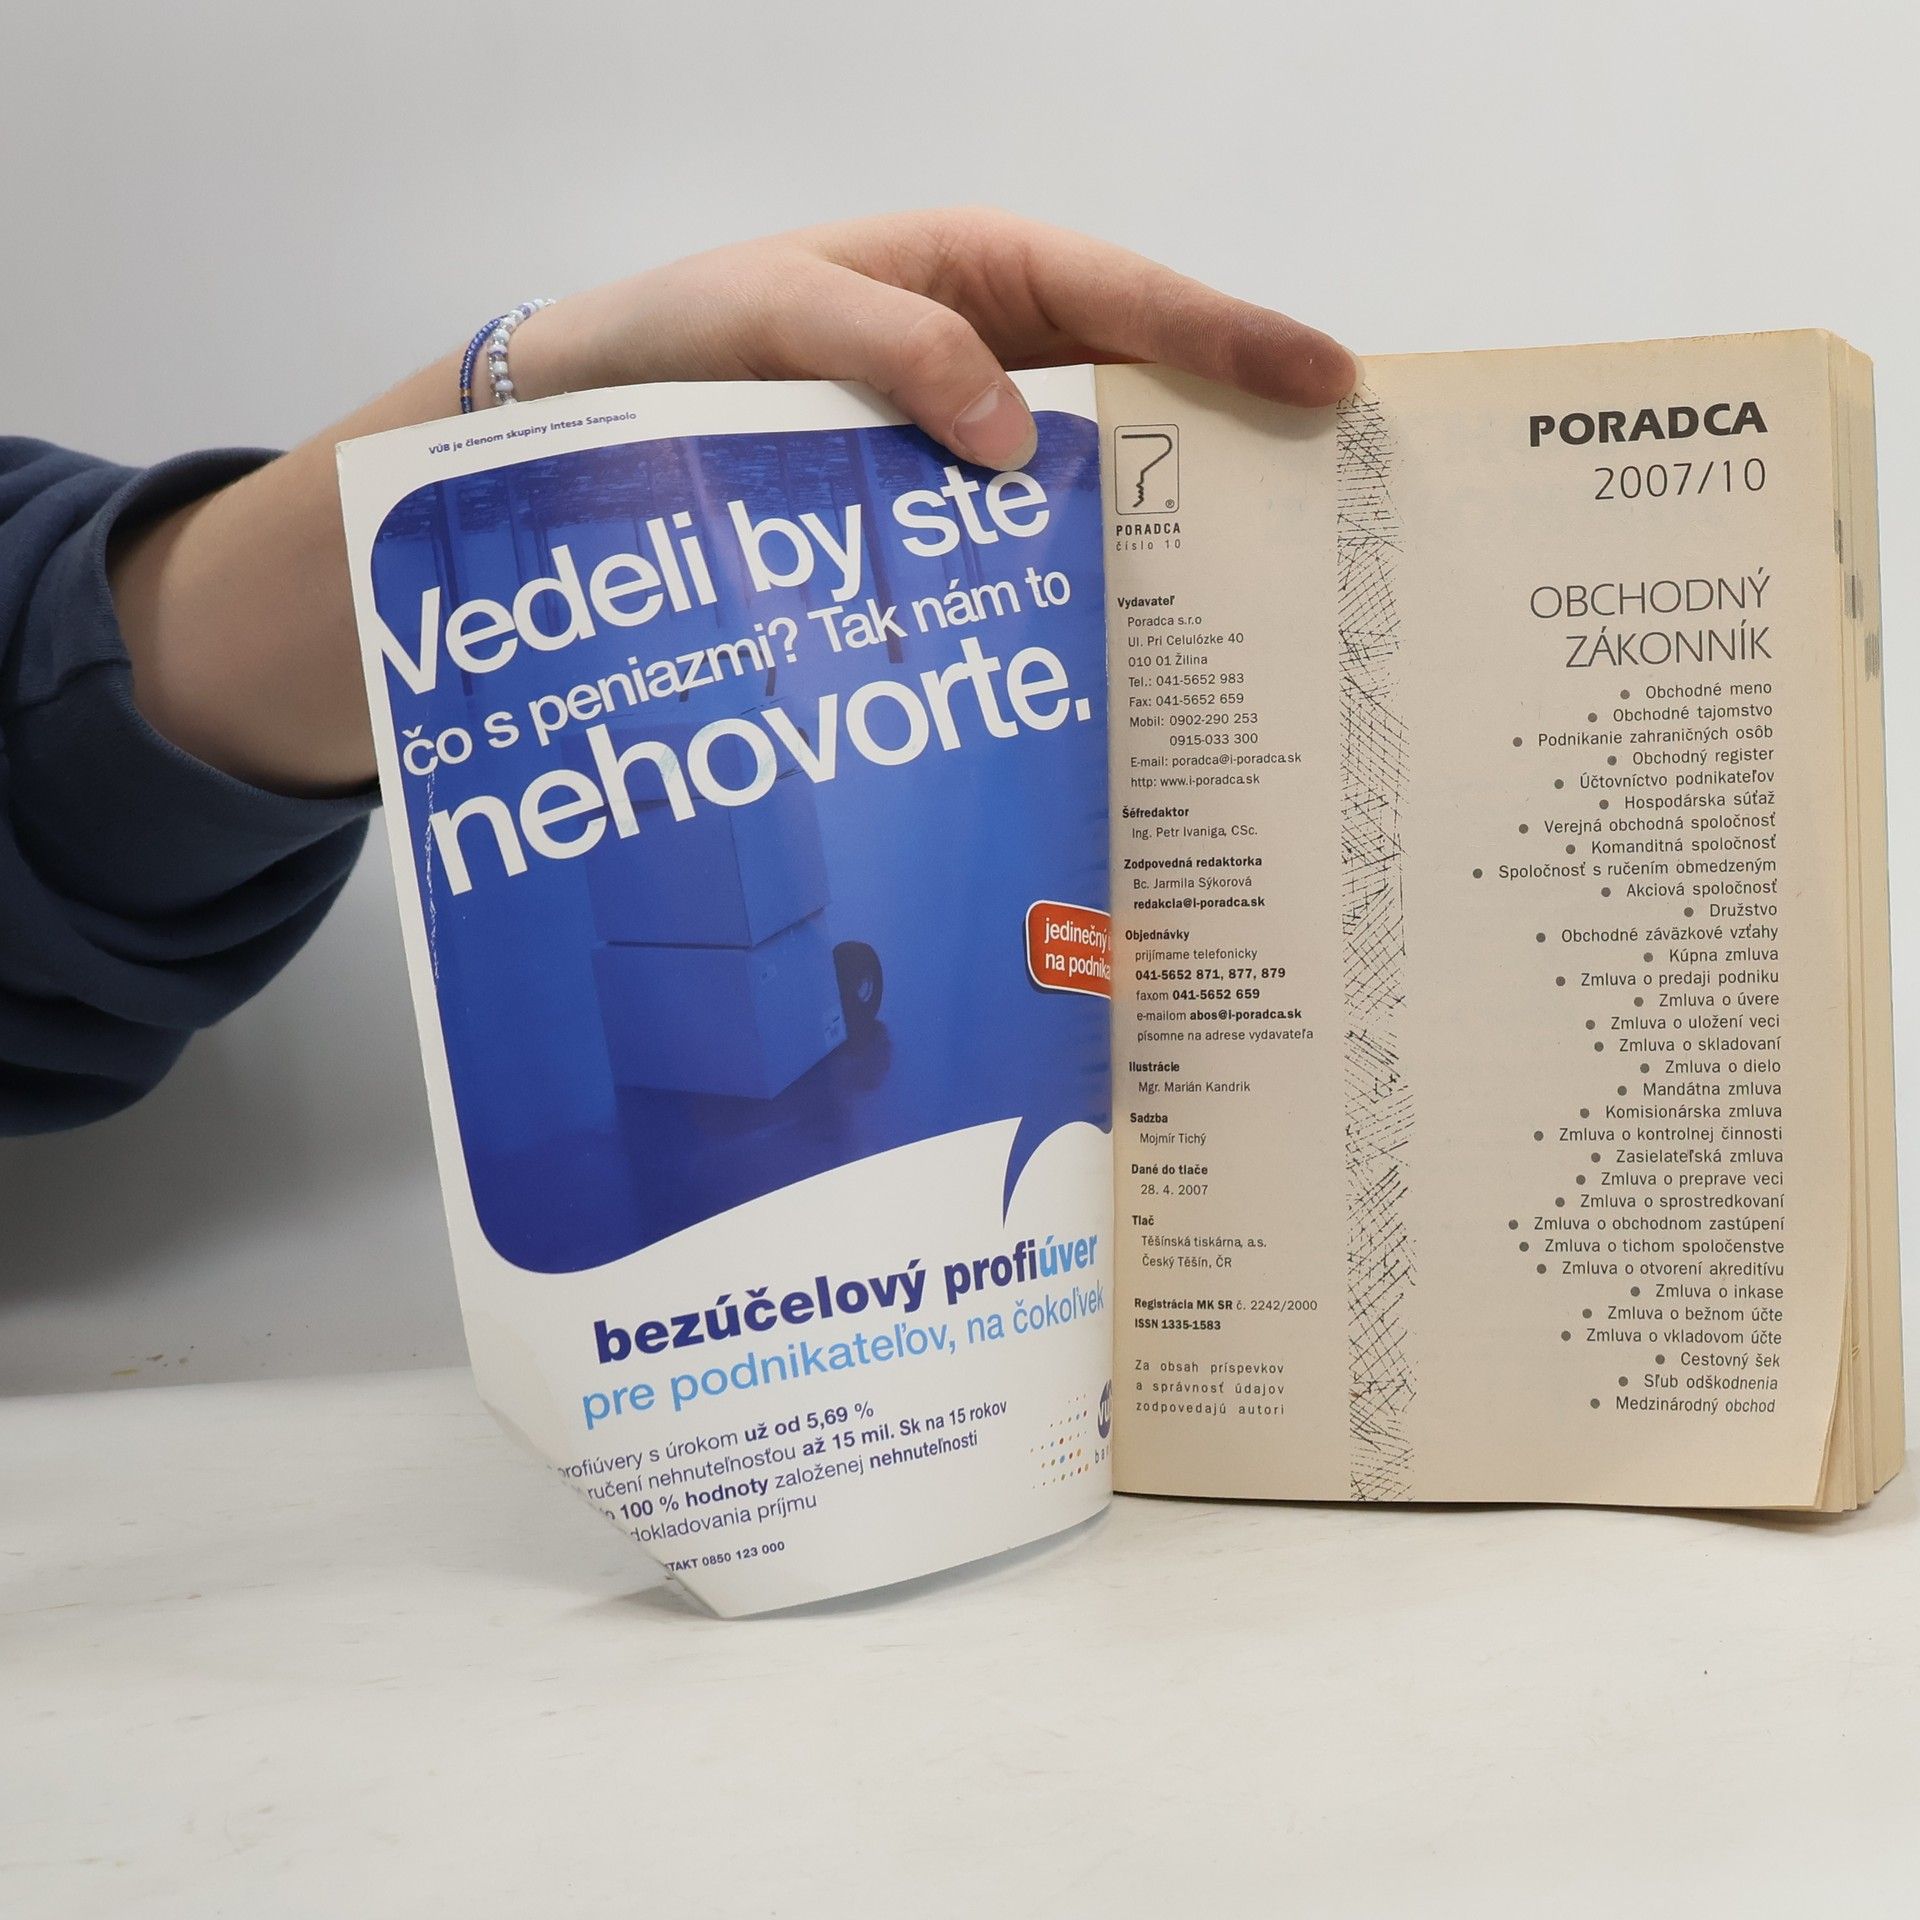 VÚB je členom skupiny Intesa Sanpaolo
Vedeli by ste
čo s peniazmi? Tak nám to
nehovorte.
jedinečný
na
bezúčelový profiúver
pre podnikateľov, na čokoľvek
profiúvery s úrokom už od 5,69 %
ručení nehnuteľnosťou až 15 mil. Sk na 15 rokov
100 % hodnoty založenej nehnuteľnosti
dokladovania príjmu
0850 123 000
PORADCA
číslo 10
Vydavateľ
Poradca s.r.o
Ul. Pri Celulózke 40
010 01 Žilina
Tel.: 041-5652 983
Fax: 041-5652 659
Mobil: 0902-290 253
0915-033 300
E-mail: poradca@i-poradca.sk
http: www.i-poradca.sk
Šéfredaktor
Ing. Petr Ivaniga, CSc.
Zodpovedná redaktorka
Bc. Jarmila Sýkorová
redakcia@i-poradca.sk
Objednávky
prijímame telefonicky
041-5652 871, 877, 879
faxom 041-5652 659
e-mailom abos@i-poradca.sk
písomne na adrese vydavateľa
Ilustrácie
Mgr. Marián Kandrik
Sadzba
Mojmír Tichý
Dané do tlače
28. 4. 2007
Tlač
Těšínská tiskárna, a.s.
Český Těšín, ČR
Registrácia MK SR č. 2242/2000
ISSN 1335-1583
Za obsah príspevkov
a správnosť údajov
zodpovedajú autori
PORADCA
2007/10
OBCHODNÝ
ZÁKONNÍK
• Obchodné meno
• Obchodné tajomstvo
• Podnikanie zahraničných osôb
• Obchodný register
• Účtovníctvo podnikateľov
• Hospodárska súťaž
• Verejná obchodná spoločnosť
• Komanditná spoločnosť
• Spoločnosť s ručením obmedzeným
• Akciová spoločnosť
• Družstvo
• Obchodné záväzkové vzťahy
• Kúpna zmluva
• Zmluva o predaji podniku
• Zmluva o úvere
• Zmluva o uložení veci
• Zmluva o skladovaní
• Zmluva o dielo
• Mandátna zmluva
• Komisionárska zmluva
• Zmluva o kontrolnej činnosti
• Zasielateľská zmluva
• Zmluva o preprave veci
• Zmluva o sprostredkovaní
• Zmluva o obchodnom zastúpení
• Zmluva o tichom spoločenstve
• Zmluva o otvorení akreditívu
• Zmluva o inkase
• Zmluva o bežnom účte
• Zmluva o vkladovom účte
• Cestovný šek
• Sľub odškodnenia
• Medzinárodný obchod